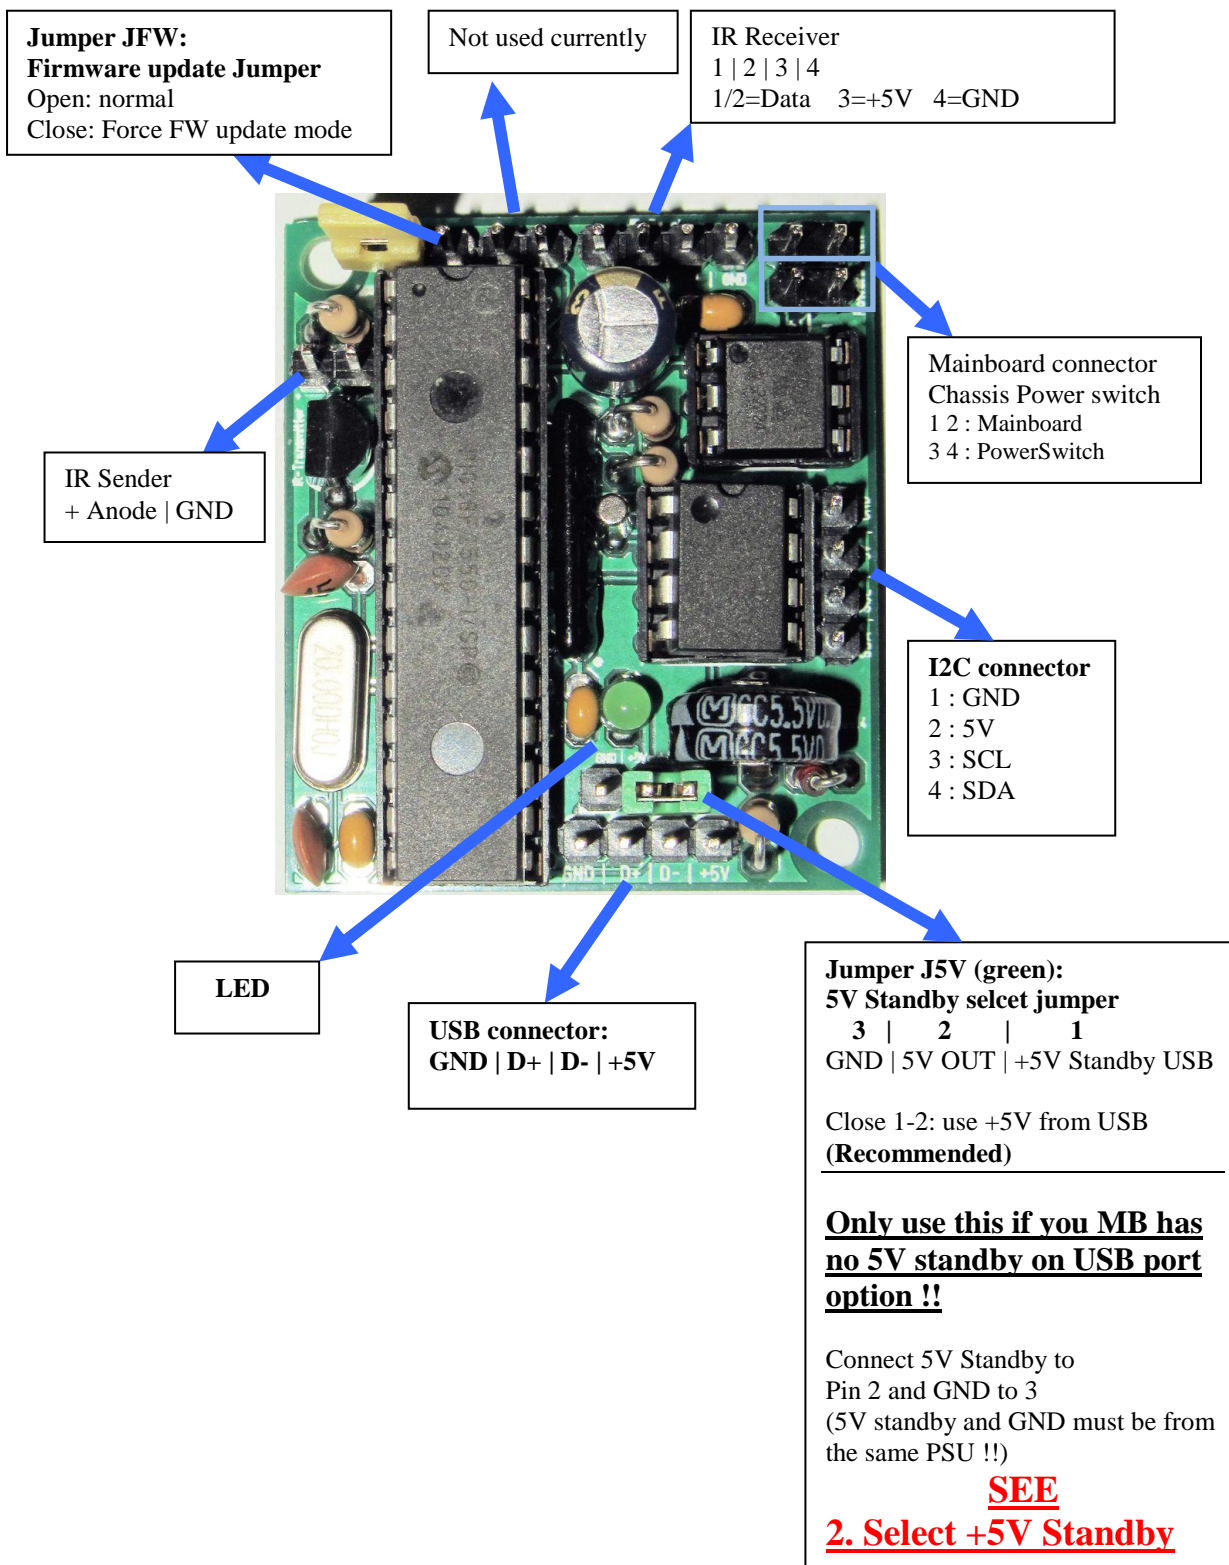 Jumper JFW:
Firmware update Jumper
Open: normal
Close: Force FW update mode
Not used currently
IR Receiver
1 | 2 | 3 | 4
1/2=Data 3=+5V 4=GND
Mainboard connector
Chassis Power switch
1 2 : Mainboard
3 4 : PowerSwitch
IR Sender
+ Anode | GND
I2C connector
1 : GND
2 : 5V
3 : SCL
4 : SDA
| GND
IR-Transmitter
GND | +5V
GND | D+ | D- | +5V
LED
USB connector:
GND | D+ | D- | +5V
Jumper J5V (green):
5V Standby selcet jumper
3 | 2 | 1
GND | 5V OUT | +5V Standby USB
Close 1-2: use +5V from USB
(Recommended)
Only use this if you MB has
no 5V standby on USB port
option !!
Connect 5V Standby to
Pin 2 and GND to 3
(5V standby and GND must be from
the same PSU !!)
SEE
2. Select +5V Standby